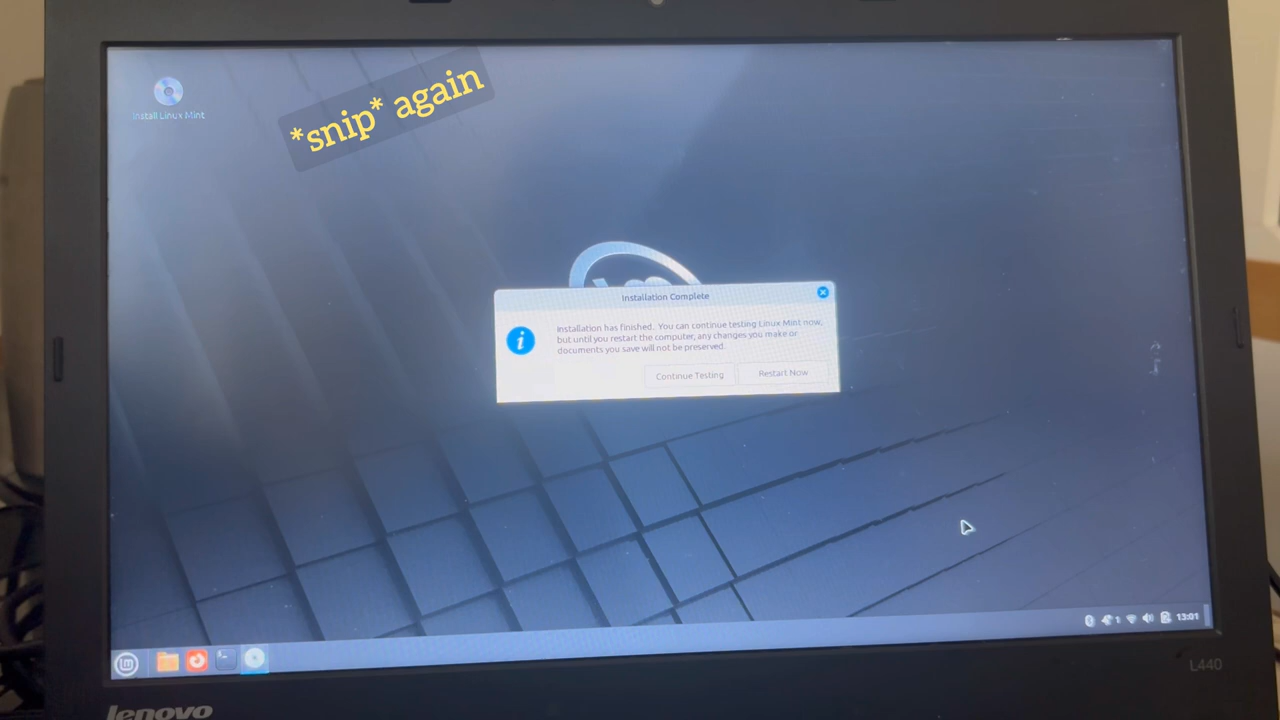 *snip* again
Install Linux Mint
Installation Complete
Installation has finished. You can continue testing Linux Mint now,
but until you restart the computer, any changes you make or
documents you save will not be preserved.
Continue Testing
Restart Now
1
13:01
L440
lenovo